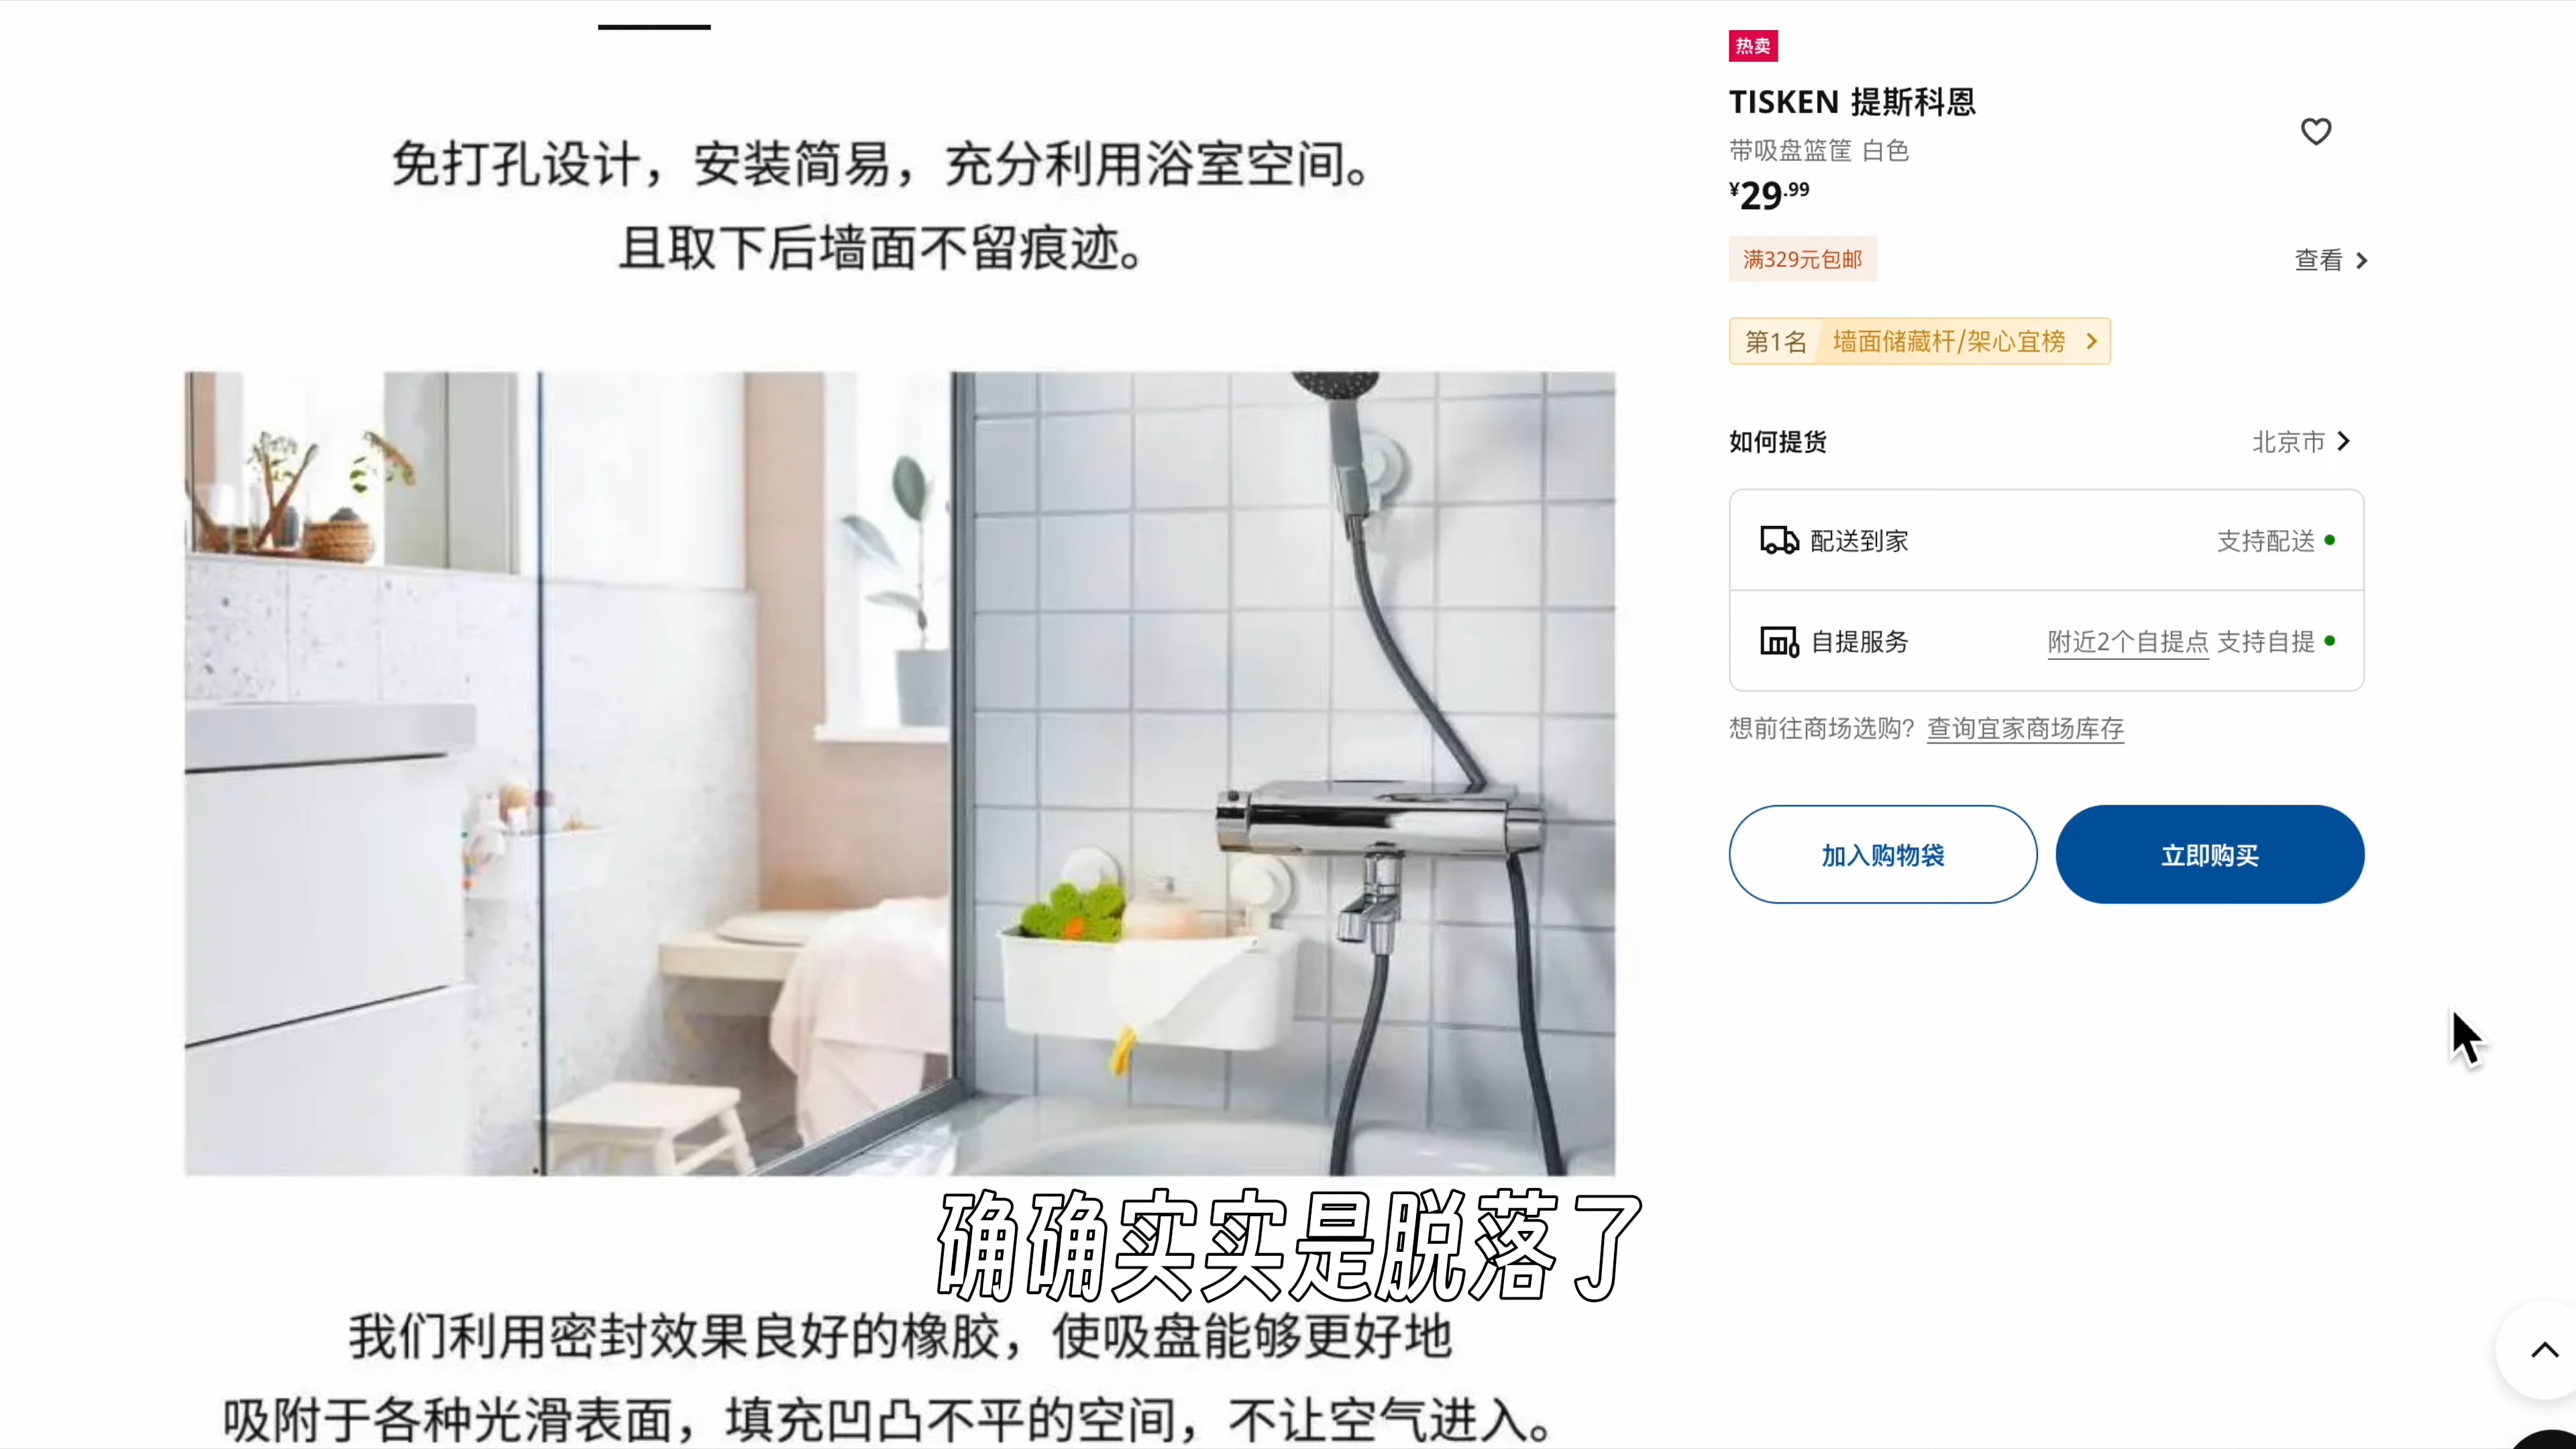 免打孔设计，安装简易，充分利用浴室空间。
且取下后墙面不留痕迹。
确确实实是脱落了
我们利用密封效果良好的橡胶，使吸盘能够更好地
吸附于各种光滑表面，填充凹凸不平的空间，不让空气进入。
热卖
TISKEN 提斯科恩
带吸盘篮筐 白色
¥29.99
满329元包邮
查看
第1名 墙面储藏杆/架心宜榜
如何提货
北京市
配送到家
支持配送
自提服务
附近2个自提点 支持自提
想前往商场选购？ 查询宜家商场库存
加入购物袋
立即购买